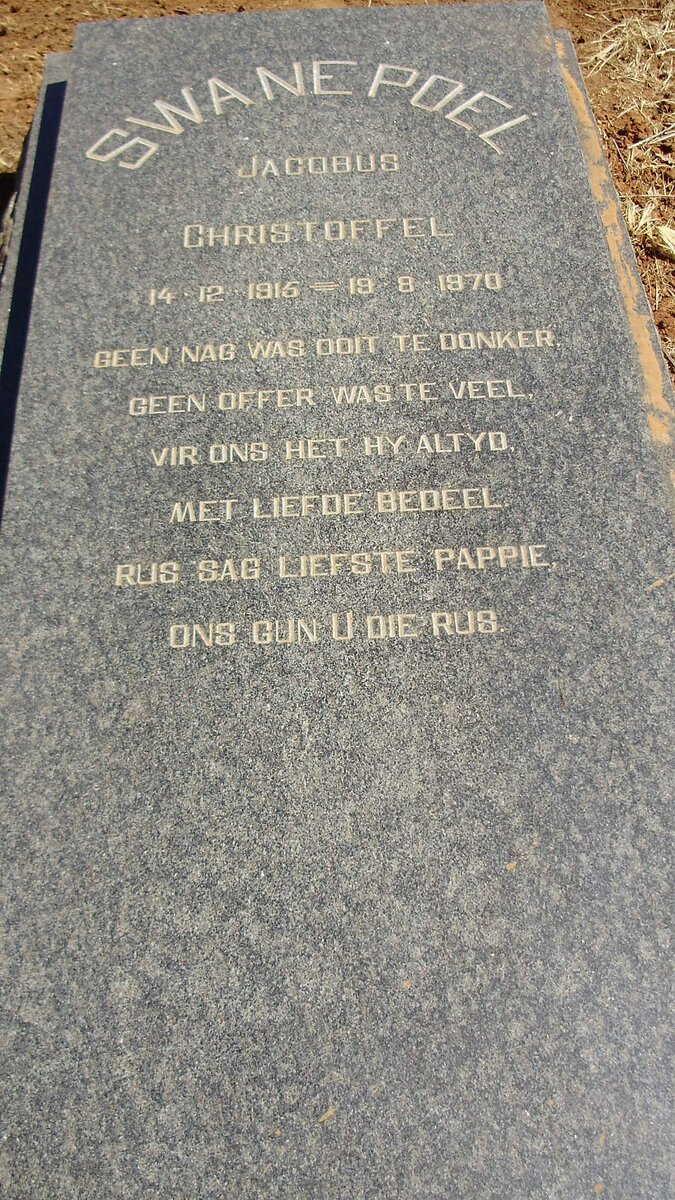 SWANEPOEL
JACOBUS
CHRISTOFFEL
14·12·1915 = 19·8·1970
GEEN NAG WAS OOIT TE DONKER,
GEEN OFFER WAS TE VEEL,
VIR ONS HET HY ALTYD,
MET LIEFDE BEDEEL.
RUS SAG LIEFSTE PAPPIE,
ONS GUN U DIE RUS.